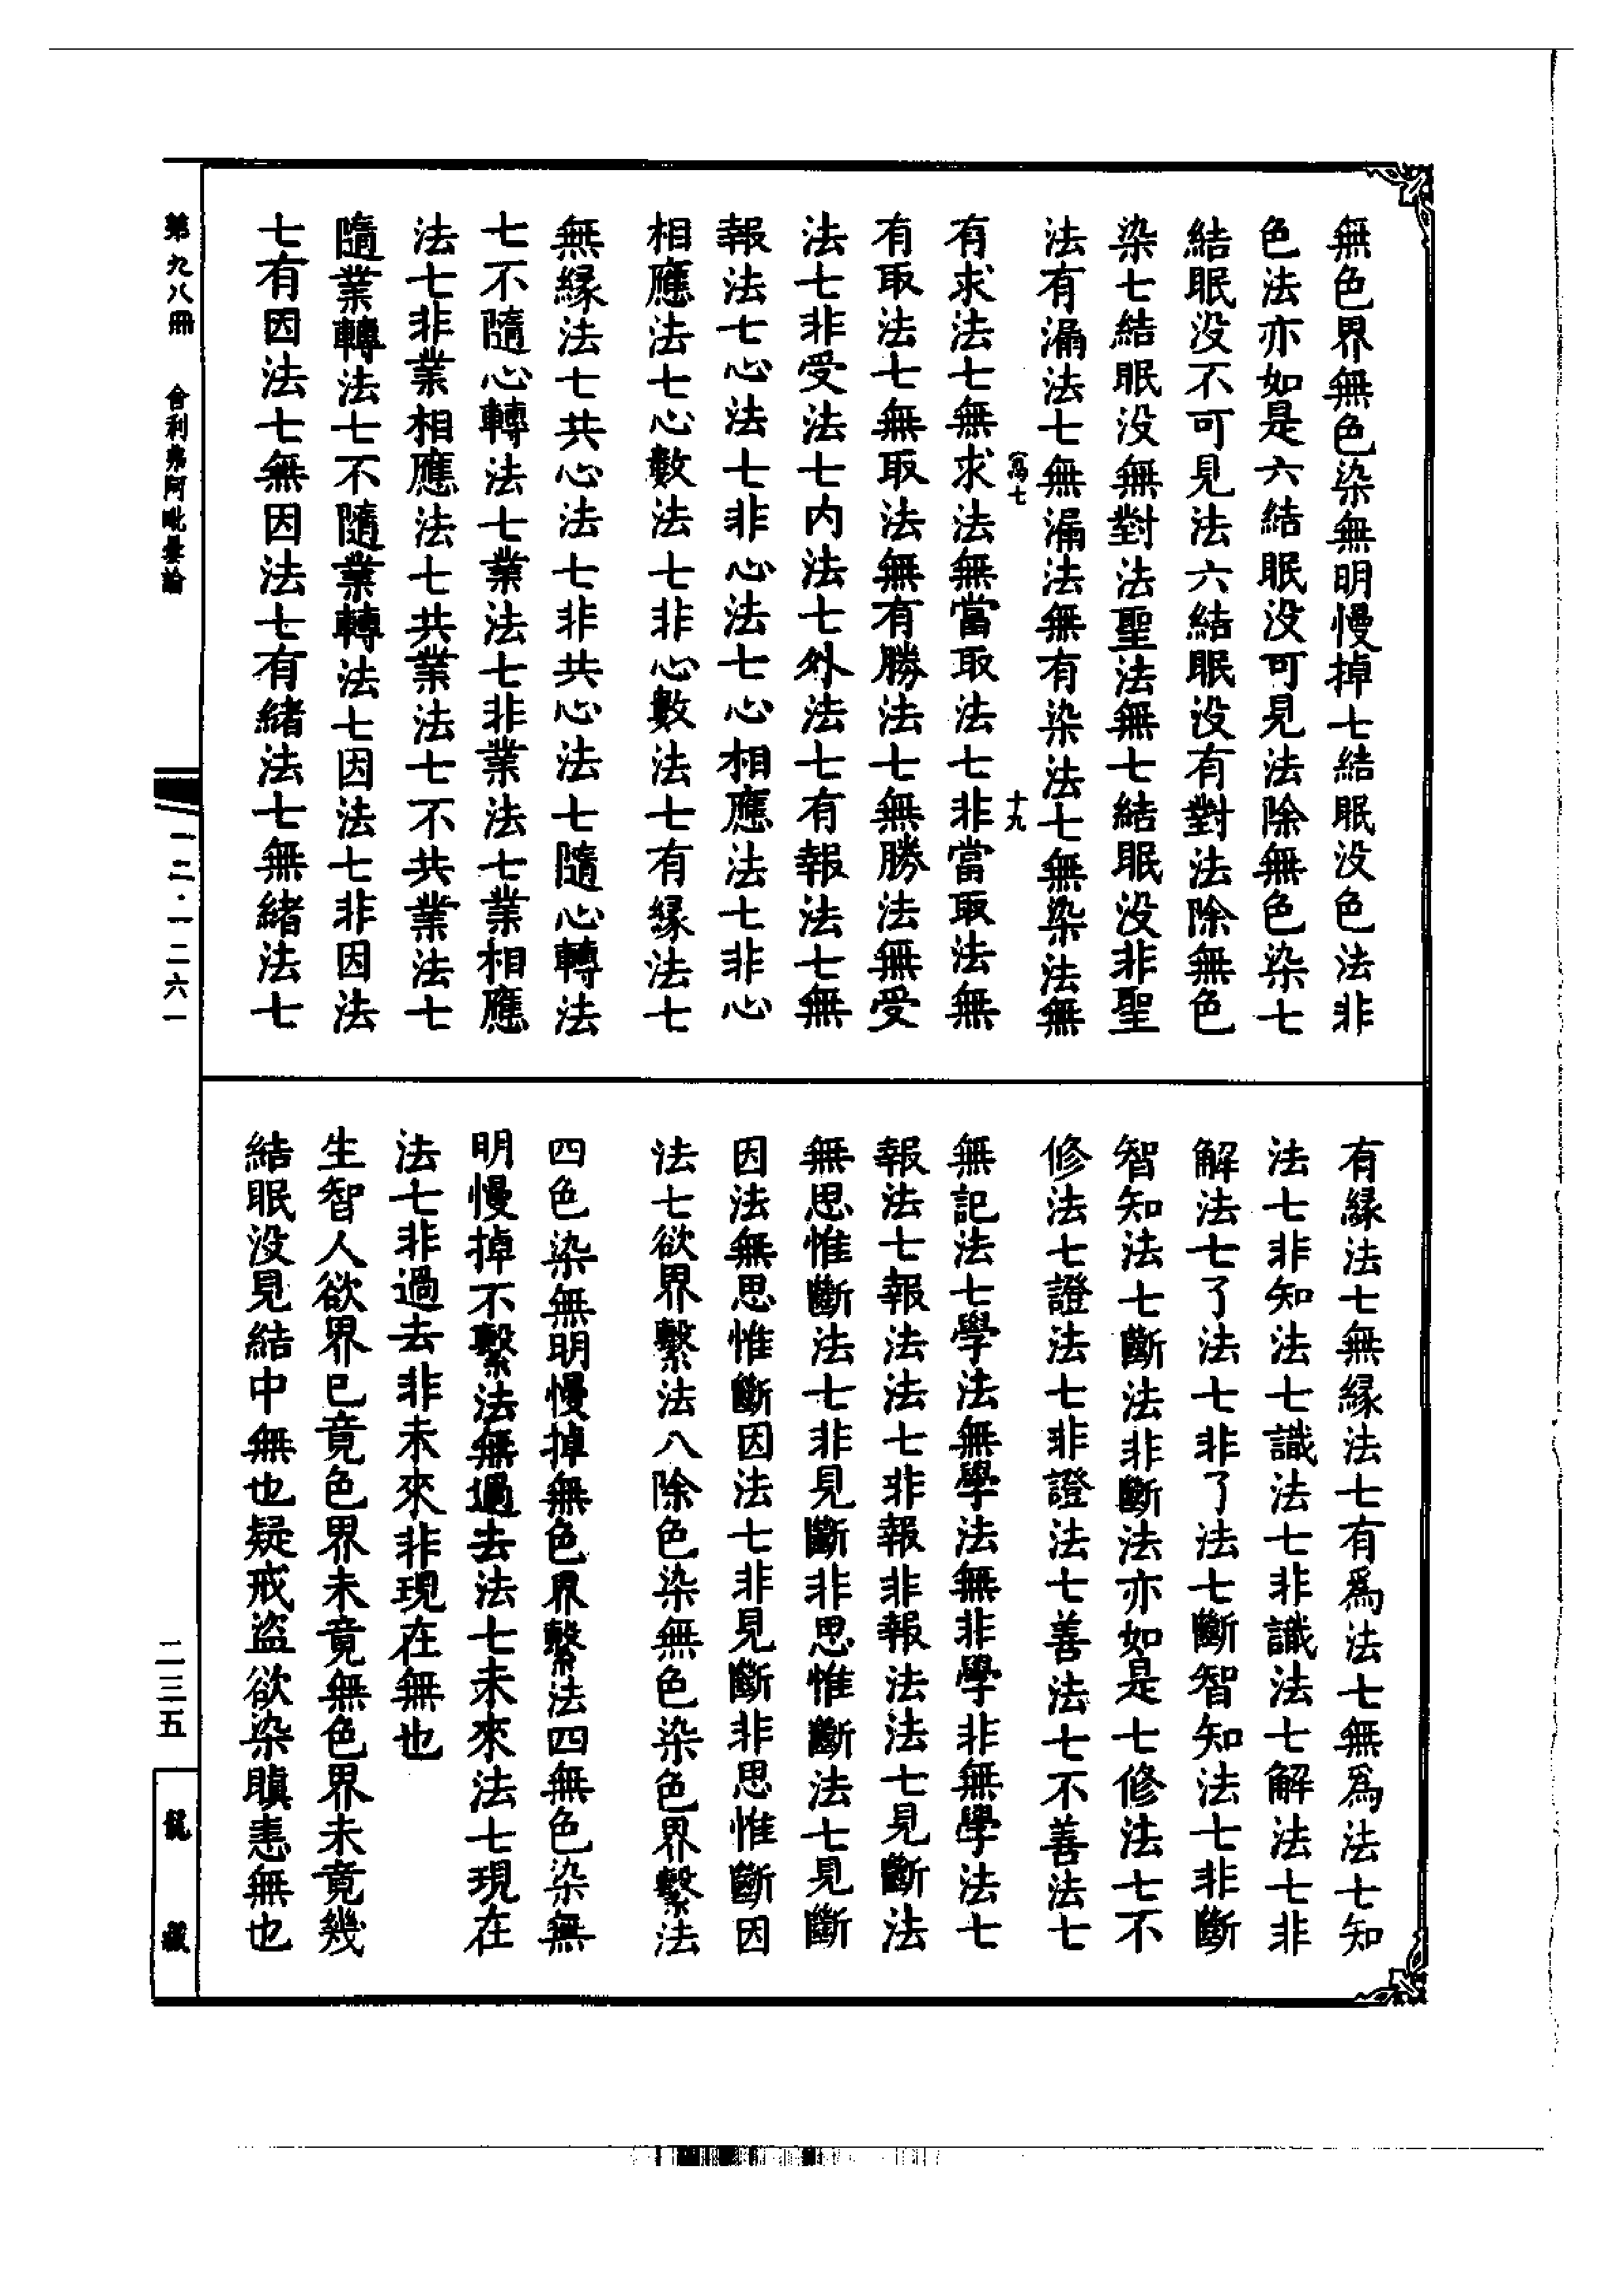 無色界無色染無明慢掉七結眠没色法非
色法亦如是六結眠没可見法除無色染七
結眠没不可見法六結眠没有對法除無色
染七結眠没無對法聖法無七結眠没非聖
法有漏法七無漏法無有染法七無染法無
十九
有求法七無求法無當取法七非當取法無
有取法七無取法無有勝法七無勝法無受
法七非受法七内法七外法七有報法七無
報法七心法七非心法七心相應法七非心
相應法七心數法七非心數法七有緣法七
無緣法七共心法七非共心法七隨心轉法
七不隨心轉法七業法七非業法七業相應
法七非業相應法七共業法七不共業法七
隨業轉法七不隨業轉法七因法七非因法
七有因法七無因法七有緒法七無緒法七
有緣法七無緣法七有爲法七無爲法七知
法七非知法七識法七非識法七解法七非
解法七了法七非了法七斷智知法七非斷
智知法七斷法非斷法亦如是七修法七不
修法七證法七非證法七善法七不善法七
無記法七學法無學法無非學非無學法七
報法七報法法七非報非報法法七見斷法
無思惟斷法七非見斷非思惟斷法七見斷
因法無思惟斷因法七非見斷非思惟斷因
法七欲界繫法八除色染無色染色界繫法
四色染無明慢掉無色界繫法四無色染無
明慢掉不繫法無過去法七未來法七現在
法七非過去非未來非現在無也
生智人欲界已竟色界未竟無色界未竟幾
結眠没見結中無也疑戒盜欲染瞋恚無也
第九八冊
舍利弗阿毗曇論
一二·一二六一
二三五
龍藏